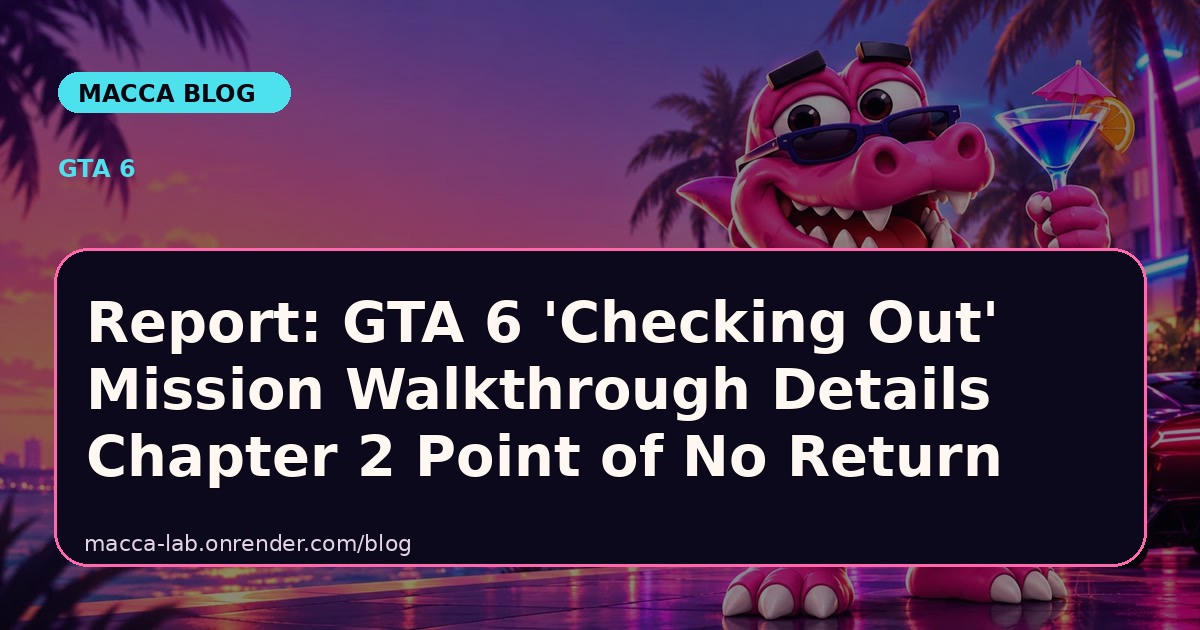 MACCA BLOG
GTA 6
Report: GTA 6 'Checking Out'
Mission Walkthrough Details
Chapter 2 Point of No Return
macca-lab.onrender.com/blog